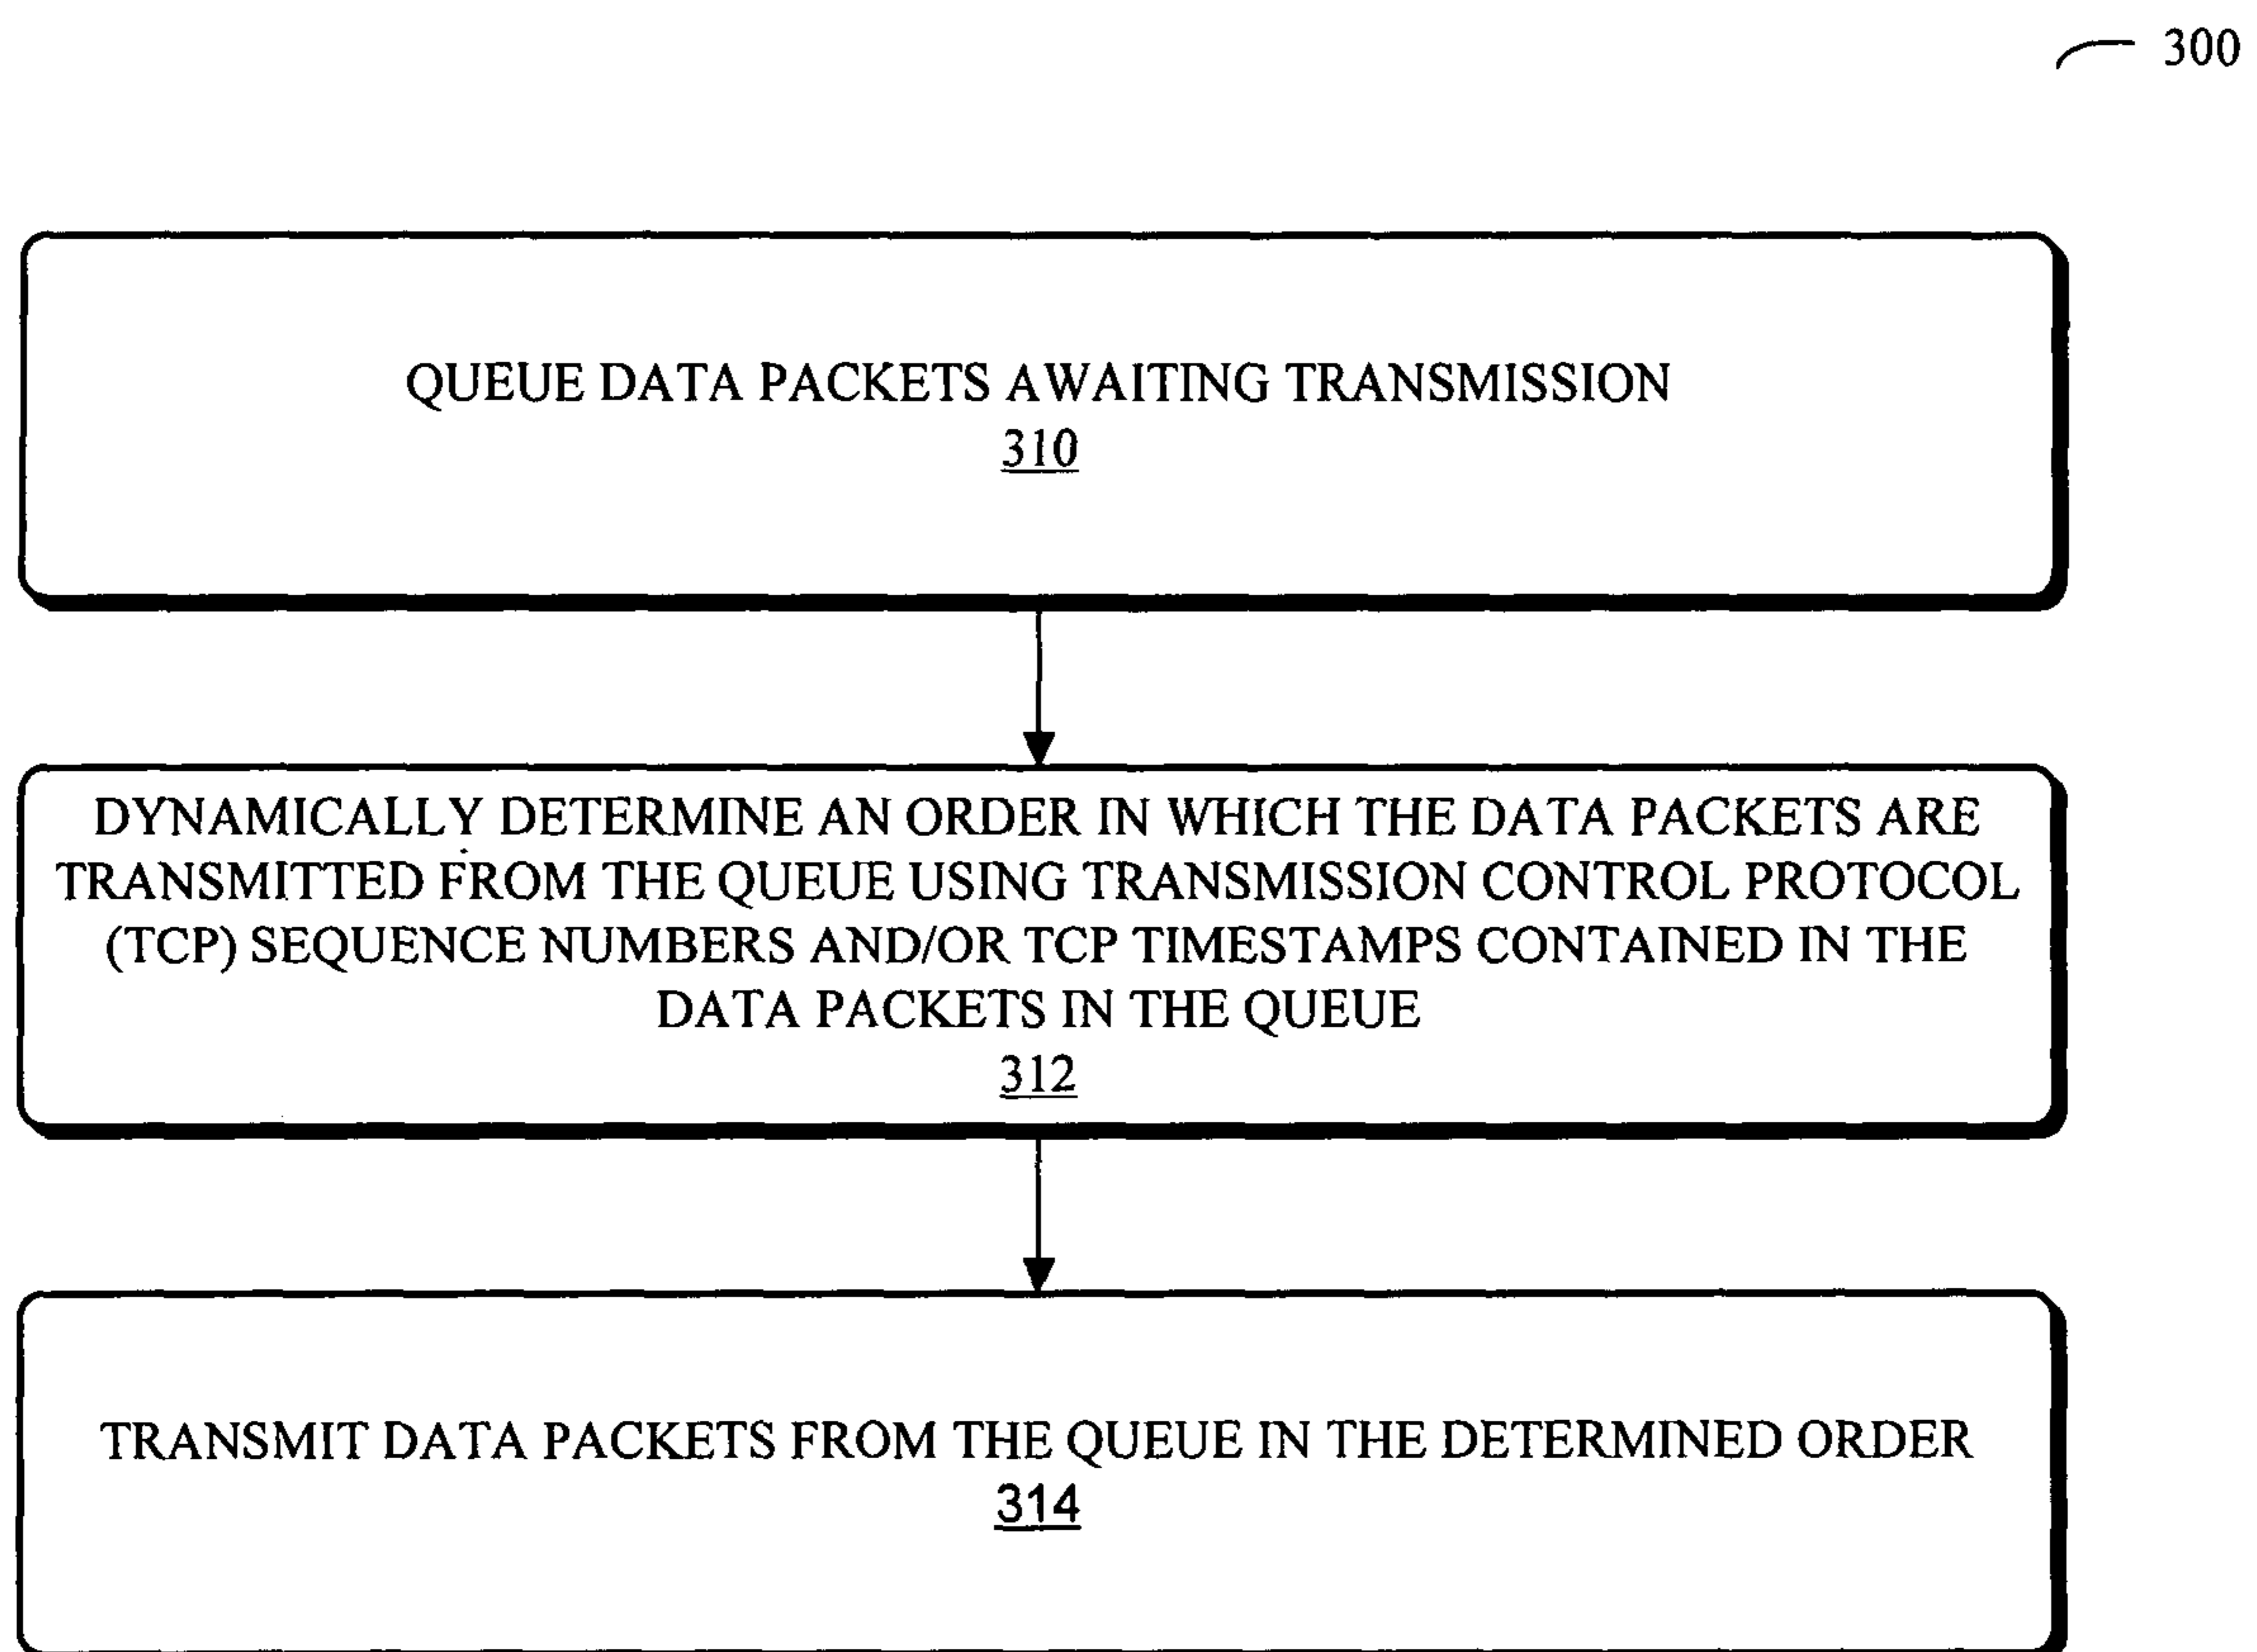 300
QUEUE DATA PACKETS AWAITING TRANSMISSION
310
DYNAMICALLY DETERMINE AN ORDER IN WHICH THE DATA PACKETS ARE
TRANSMITTED FROM THE QUEUE USING TRANSMISSION CONTROL PROTOCOL
(TCP) SEQUENCE NUMBERS AND/OR TCP TIMESTAMPS CONTAINED IN THE
DATA PACKETS IN THE QUEUE
312
TRANSMIT DATA PACKETS FROM THE QUEUE IN THE DETERMINED ORDER
314